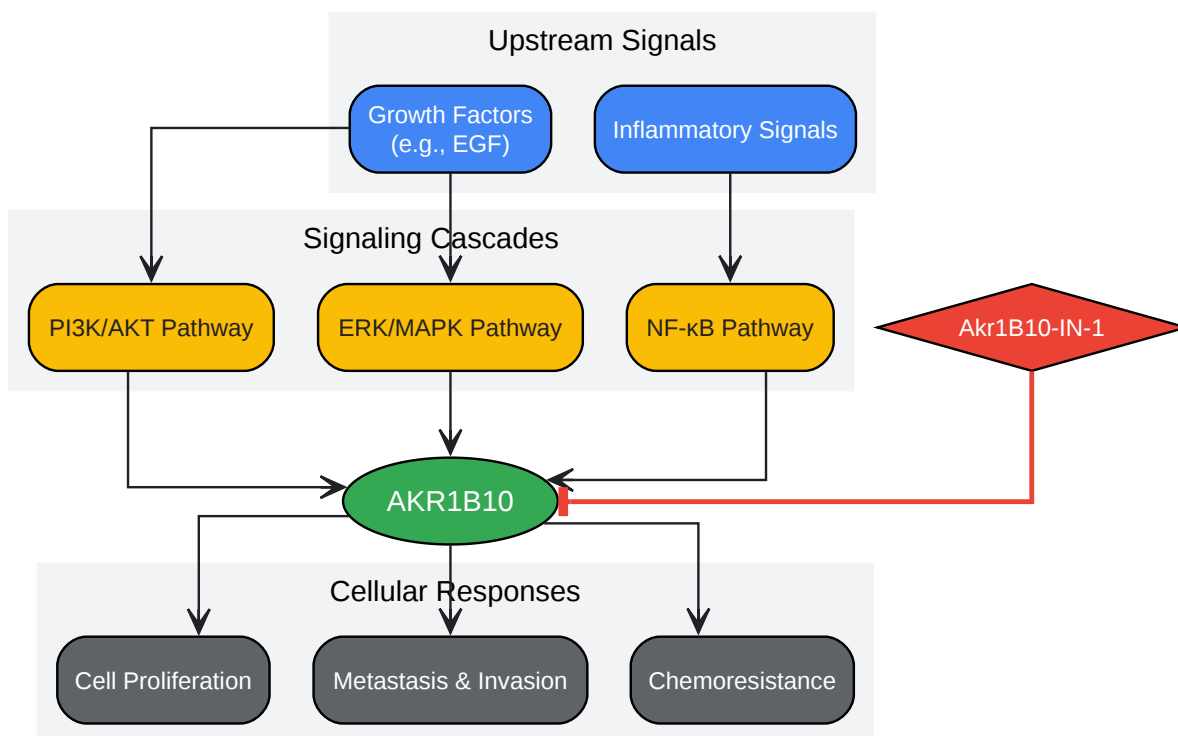 Upstream Signals
Growth Factors
(e.g., EGF)
Inflammatory Signals
Signaling Cascades
PI3K/AKT Pathway
ERK/MAPK Pathway
NF-κB Pathway
Akr1B10-IN-1
AKR1B10
Cellular Responses
Cell Proliferation
Metastasis & Invasion
Chemoresistance